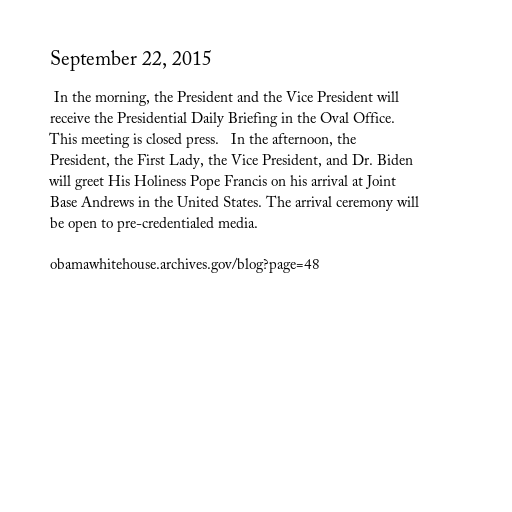 September 22, 2015
In the morning, the President and the Vice President will
receive the Presidential Daily Briefing in the Oval Office.
This meeting is closed press.   In the afternoon, the
President, the First Lady, the Vice President, and Dr. Biden
will greet His Holiness Pope Francis on his arrival at Joint
Base Andrews in the United States. The arrival ceremony will
be open to pre-credentialed media.
obamawhitehouse.archives.gov/blog?page=48